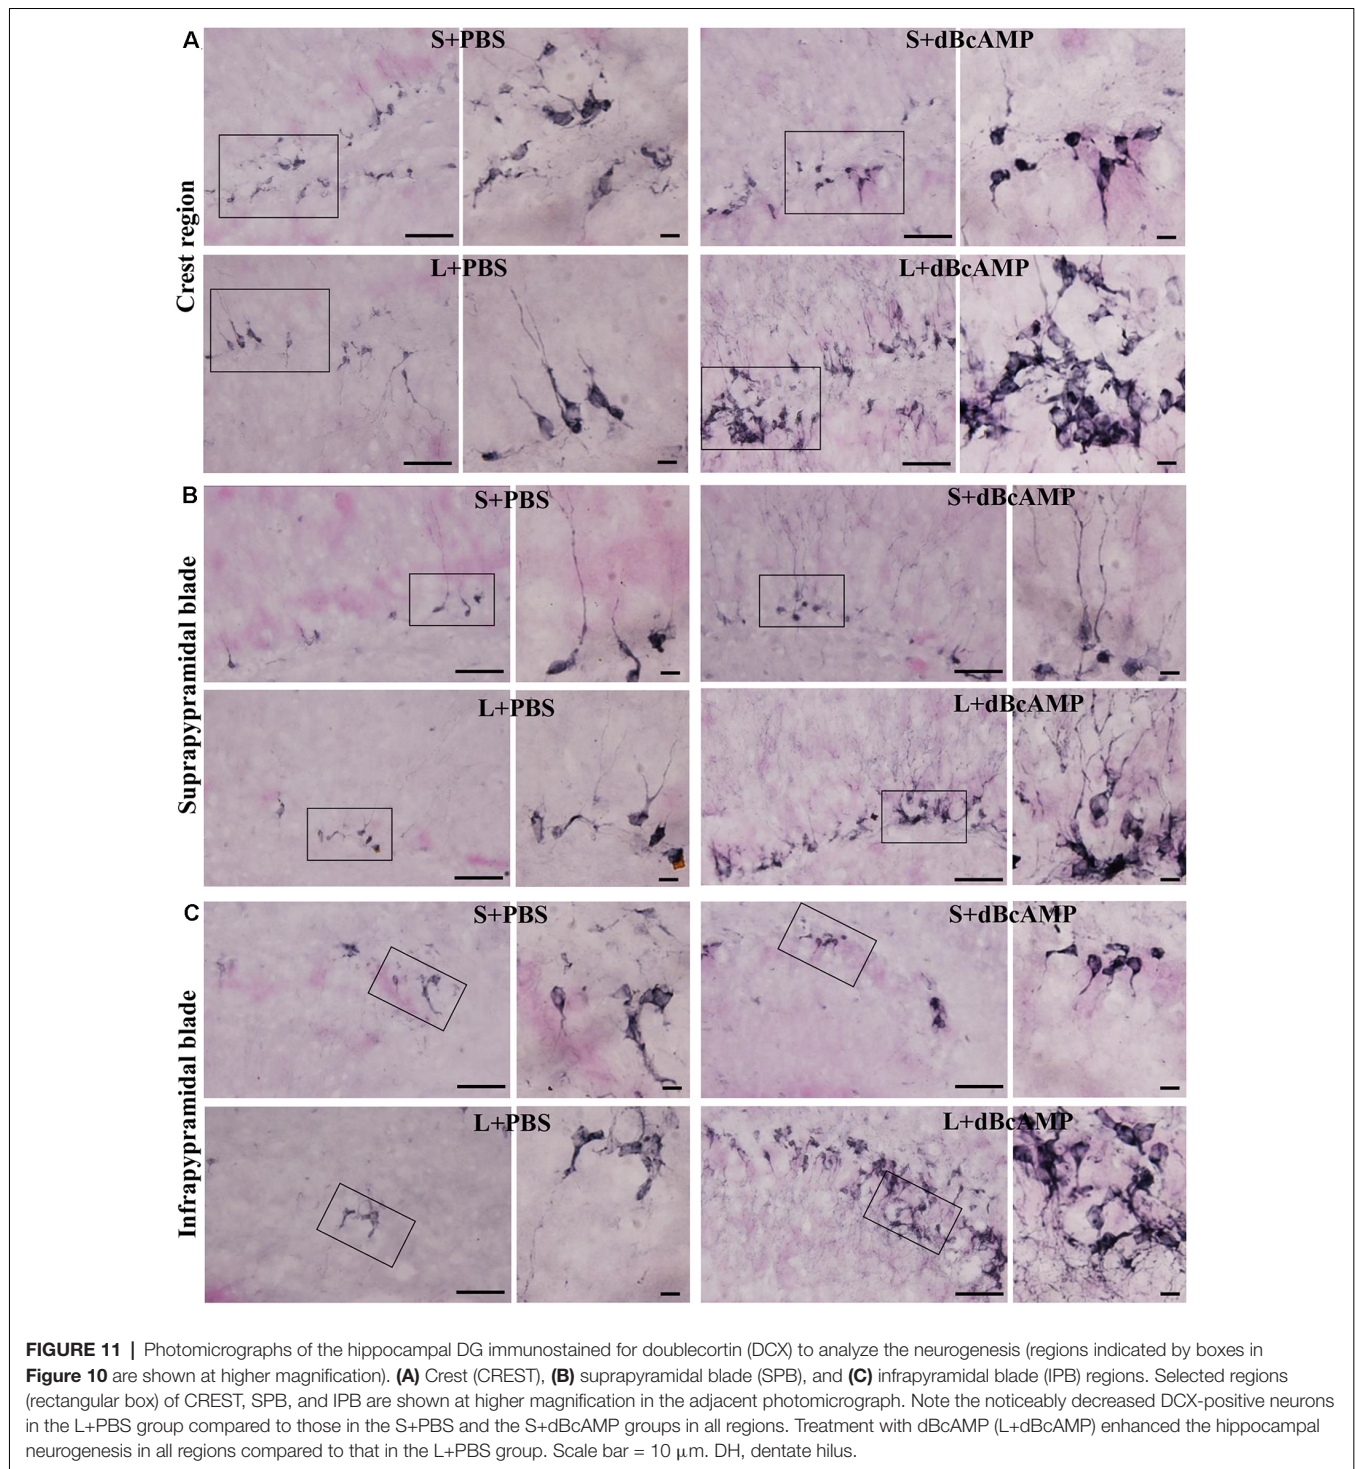 A
S+PBS
S+dBcAMP
Crest region
L+PBS
L+dBcAMP
B
S+PBS
S+dBcAMP
Suprapypramidal blade
L+PBS
L+dBcAMP
C
S+PBS
S+dBcAMP
Infrapypramidal blade
L+PBS
L+dBcAMP
FIGURE 11 | Photomicrographs of the hippocampal DG immunostained for doublecortin (DCX) to analyze the neurogenesis (regions indicated by boxes in
Figure 10 are shown at higher magnification). (A) Crest (CREST), (B) suprapyramidal blade (SPB), and (C) infrapyramidal blade (IPB) regions. Selected regions
(rectangular box) of CREST, SPB, and IPB are shown at higher magnification in the adjacent photomicrograph. Note the noticeably decreased DCX-positive neurons
in the L+PBS group compared to those in the S+PBS and the S+dBcAMP groups in all regions. Treatment with dBcAMP (L+dBcAMP) enhanced the hippocampal
neurogenesis in all regions compared to that in the L+PBS group. Scale bar = 10 μm. DH, dentate hilus.